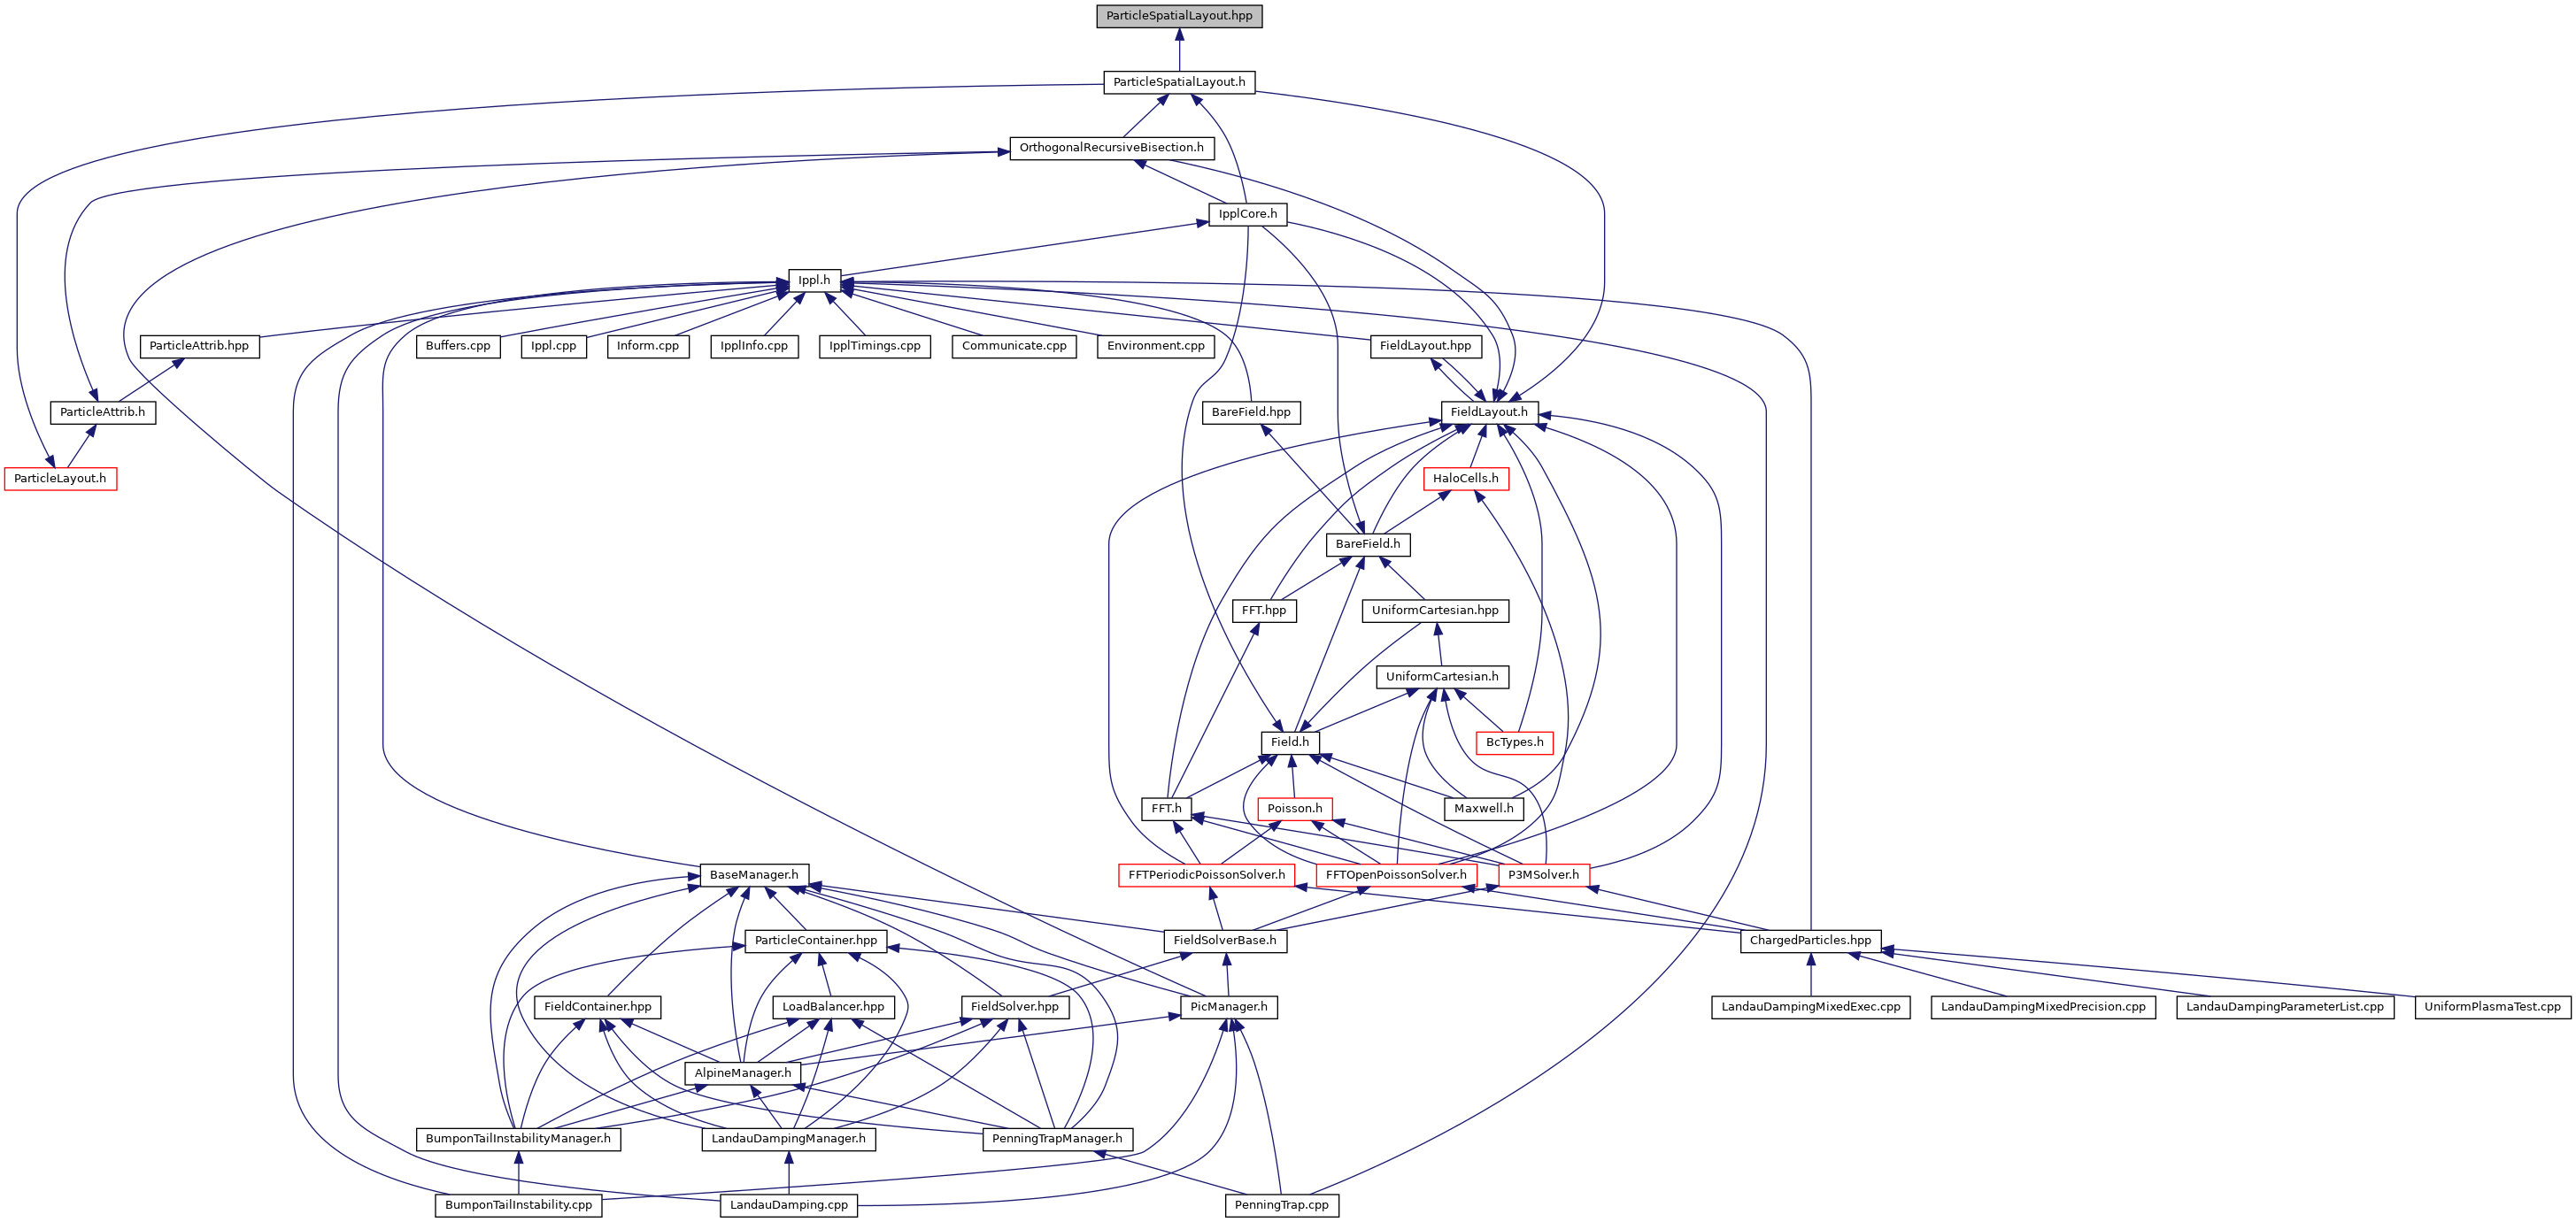 ParticleSpatialLayout.hpp
ParticleSpatialLayout.h
OrthogonalRecursiveBisection.h
IpplCore.h
Ippl.h
ParticleAttrib.hpp
Buffers.cpp
Ippl.cpp
Inform.cpp
IpplInfo.cpp
IpplTimings.cpp
Communicate.cpp
Environment.cpp
FieldLayout.hpp
ParticleAttrib.h
BareField.hpp
FieldLayout.h
ParticleLayout.h
HaloCells.h
BareField.h
FFT.hpp
UniformCartesian.hpp
UniformCartesian.h
Field.h
BcTypes.h
FFT.h
Poisson.h
Maxwell.h
BaseManager.h
FFTPeriodicPoissonSolver.h
FFTOpenPoissonSolver.h
P3MSolver.h
ParticleContainer.hpp
FieldSolverBase.h
ChargedParticles.hpp
FieldContainer.hpp
LoadBalancer.hpp
FieldSolver.hpp
PicManager.h
LandauDampingMixedExec.cpp
LandauDampingMixedPrecision.cpp
LandauDampingParameterList.cpp
UniformPlasmaTest.cpp
AlpineManager.h
BumponTailInstabilityManager.h
LandauDampingManager.h
PenningTrapManager.h
BumponTailInstability.cpp
LandauDamping.cpp
PenningTrap.cpp